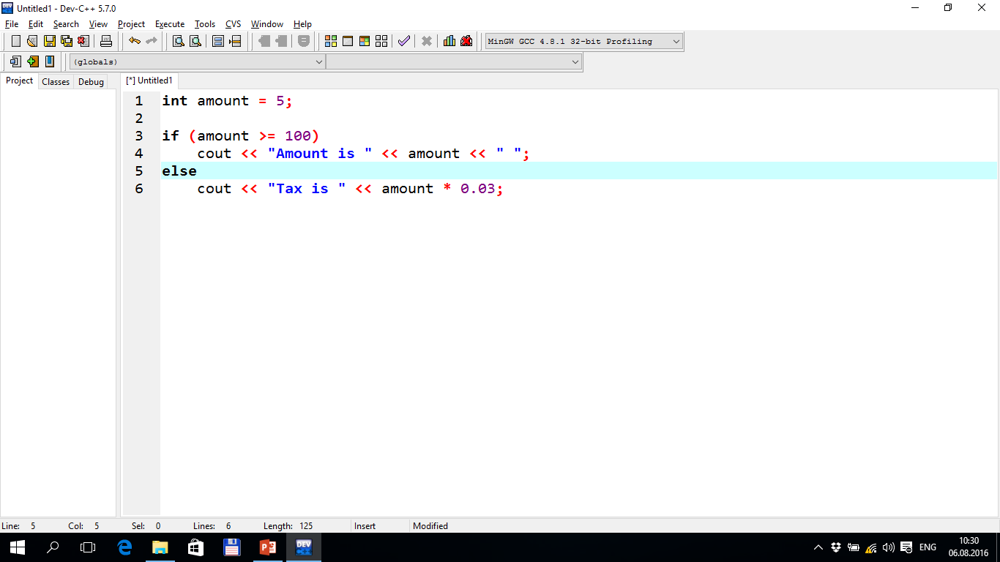 Untitled1 - Dev-C++ 5.7.0
File Edit Search View Project Execute Tools CVS Window Help
MinGW GCC 4.8.1 32-bit Profiling
(globals)
Project Classes Debug [*] Untitled1
1 int amount = 5;
2
3 if (amount >= 100)
4 cout << "Amount is " << amount << " ";
5 else
6 cout << "Tax is " << amount * 0.03;
Line: 5 Col: 5 Sel: 0 Lines: 6 Length: 125 Insert Modified
ENG 10:30
06.08.2016